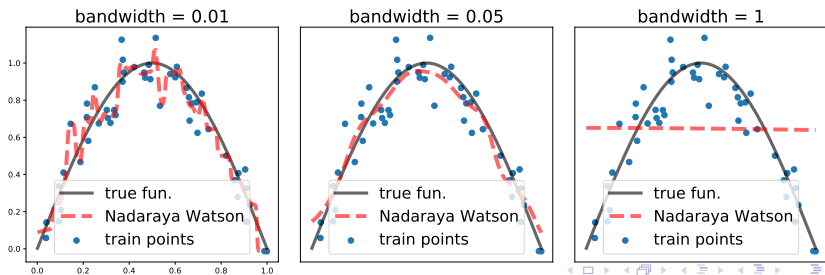 bandwidth = 0.01
1.0
0.8
0.6
0.4
0.2
0.0
true fun.
Nadaraya Watson
train points
0.0 0.2 0.4 0.6 0.8 1.0
bandwidth = 0.05
true fun.
Nadaraya Watson
train points
bandwidth = 1
true fun.
Nadaraya Watson
train points